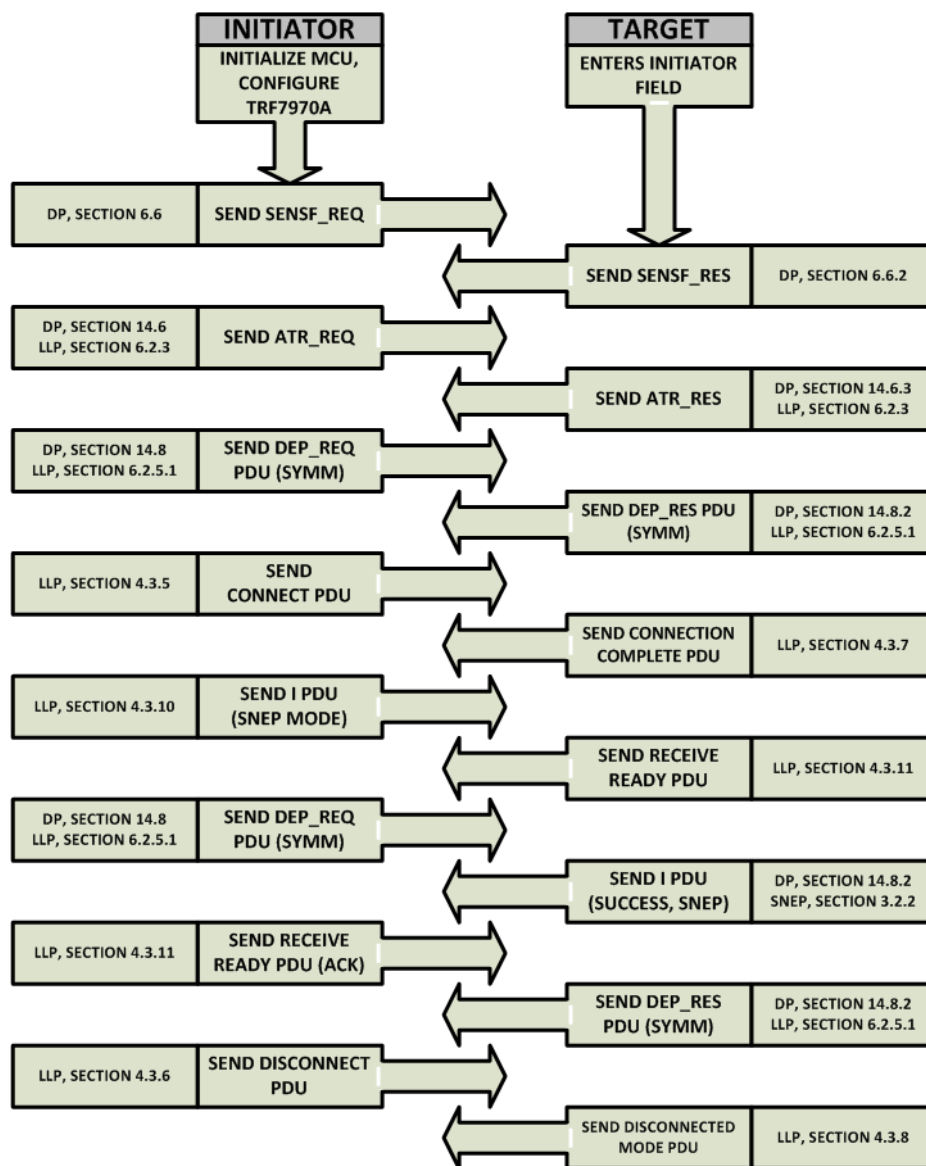 INITIATOR
INITIALIZE MCU,
CONFIGURE
TRF7970A
TARGET
ENTERS INITIATOR
FIELD
DP, SECTION 6.6
SEND SENSF_REQ
SEND SENSF_RES
DP, SECTION 6.6.2
DP, SECTION 14.6
LLP, SECTION 6.2.3
SEND ATR_REQ
SEND ATR_RES
DP, SECTION 14.6.3
LLP, SECTION 6.2.3
DP, SECTION 14.8
LLP, SECTION 6.2.5.1
SEND DEP_REQ
PDU (SYMM)
SEND DEP_RES PDU
(SYMM)
DP, SECTION 14.8.2
LLP, SECTION 6.2.5.1
LLP, SECTION 4.3.5
SEND
CONNECT PDU
SEND CONNECTION
COMPLETE PDU
LLP, SECTION 4.3.7
LLP, SECTION 4.3.10
SEND I PDU
(SNEP MODE)
SEND RECEIVE
READY PDU
LLP, SECTION 4.3.11
DP, SECTION 14.8
LLP, SECTION 6.2.5.1
SEND DEP_REQ
PDU (SYMM)
SEND I PDU
(SUCCESS, SNEP)
DP, SECTION 14.8.2
SNEP, SECTION 3.2.2
LLP, SECTION 4.3.11
SEND RECEIVE
READY PDU (ACK)
SEND DEP_RES
PDU (SYMM)
DP, SECTION 14.8.2
LLP, SECTION 6.2.5.1
LLP, SECTION 4.3.6
SEND DISCONNECT
PDU
SEND DISCONNECTED
MODE PDU
LLP, SECTION 4.3.8